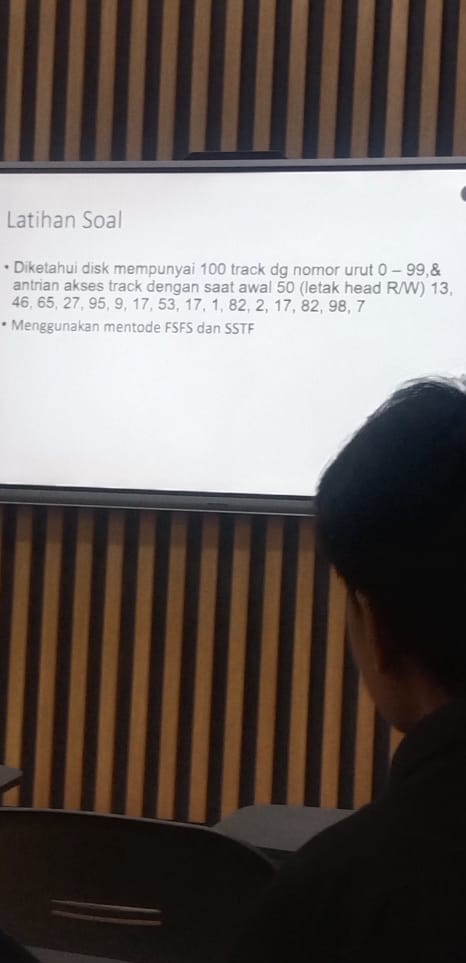 Latihan Soal
• Diketahui disk mempunyai 100 track dg nomor urut 0 – 99,&
antrian akses track dengan saat awal 50 (letak head R/W) 13,
46, 65, 27, 95, 9, 17, 53, 17, 1, 82, 2, 17, 82, 98, 7
• Menggunakan mentode FSFS dan SSTF